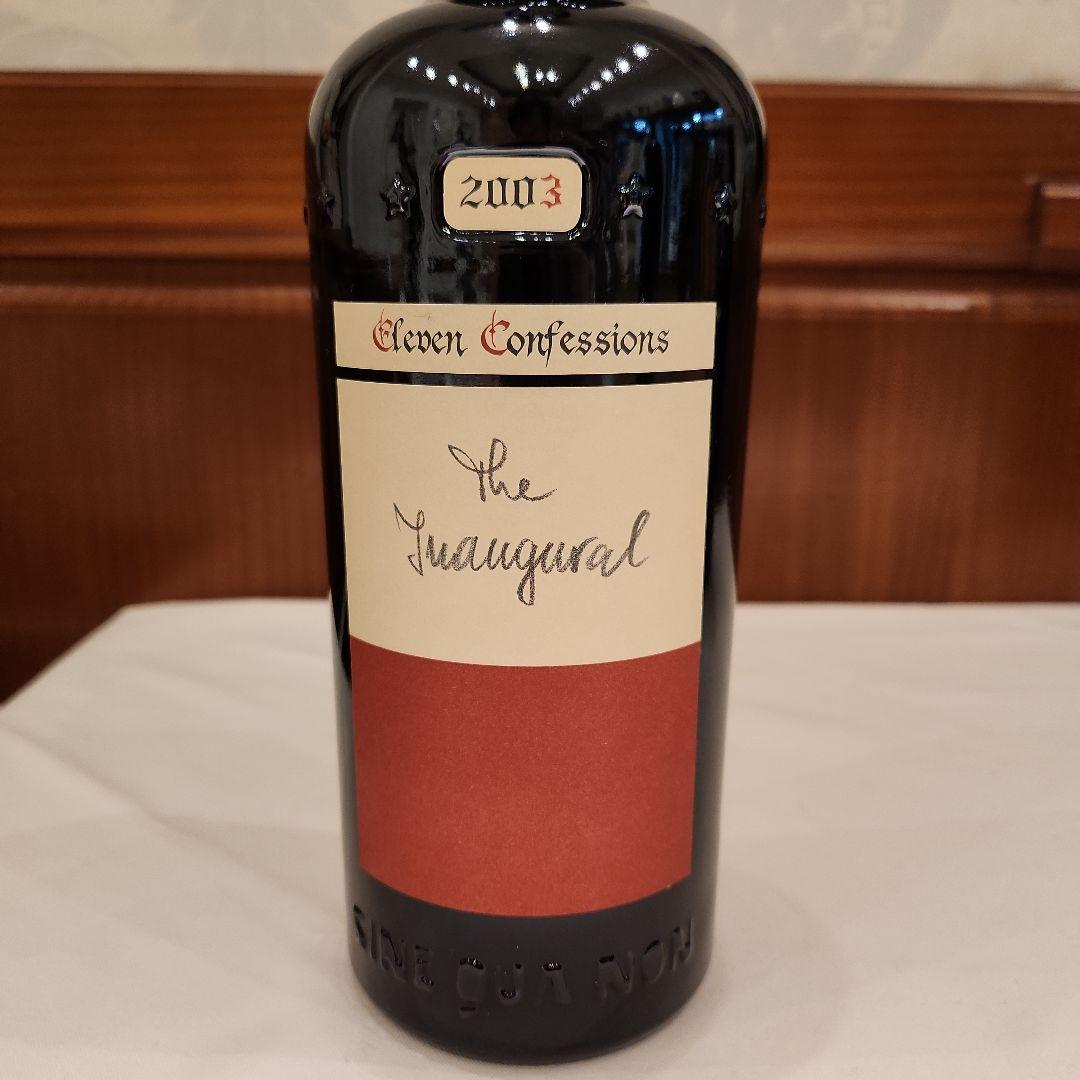 2003
Eleven Confessions
The
Inaugural
SINE QUA NON